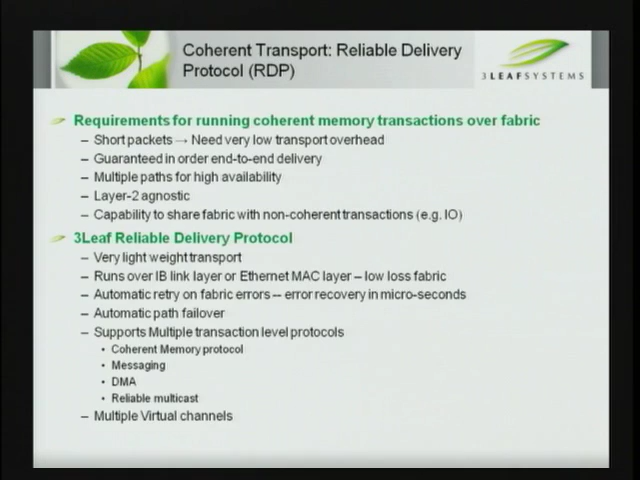 Coherent Transport: Reliable Delivery
Protocol (RDP)
3LEAFSYSTEMS
Requirements for running coherent memory transactions over fabric
– Short packets → Need very low transport overhead
– Guaranteed in order end-to-end delivery
– Multiple paths for high availability
– Layer-2 agnostic
– Capability to share fabric with non-coherent transactions (e.g. IO)
3Leaf Reliable Delivery Protocol
– Very light weight transport
– Runs over IB link layer or Ethernet MAC layer – low loss fabric
– Automatic retry on fabric errors -- error recovery in micro-seconds
– Automatic path failover
– Supports Multiple transaction level protocols
• Coherent Memory protocol
• Messaging
• DMA
• Reliable multicast
– Multiple Virtual channels